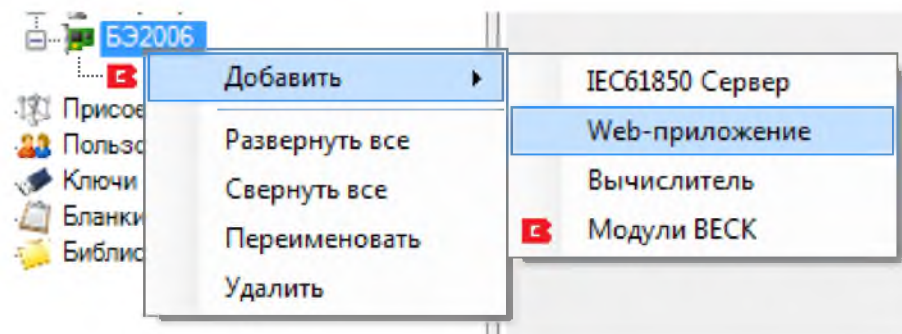 БЭ2006
Добавить
IEC61850 Сервер
Web-приложение
Вычислитель
Модули BECK
Развернуть все
Свернуть все
Переименовать
Удалить
Присое
Пользо
Ключи
Бланки
Библис